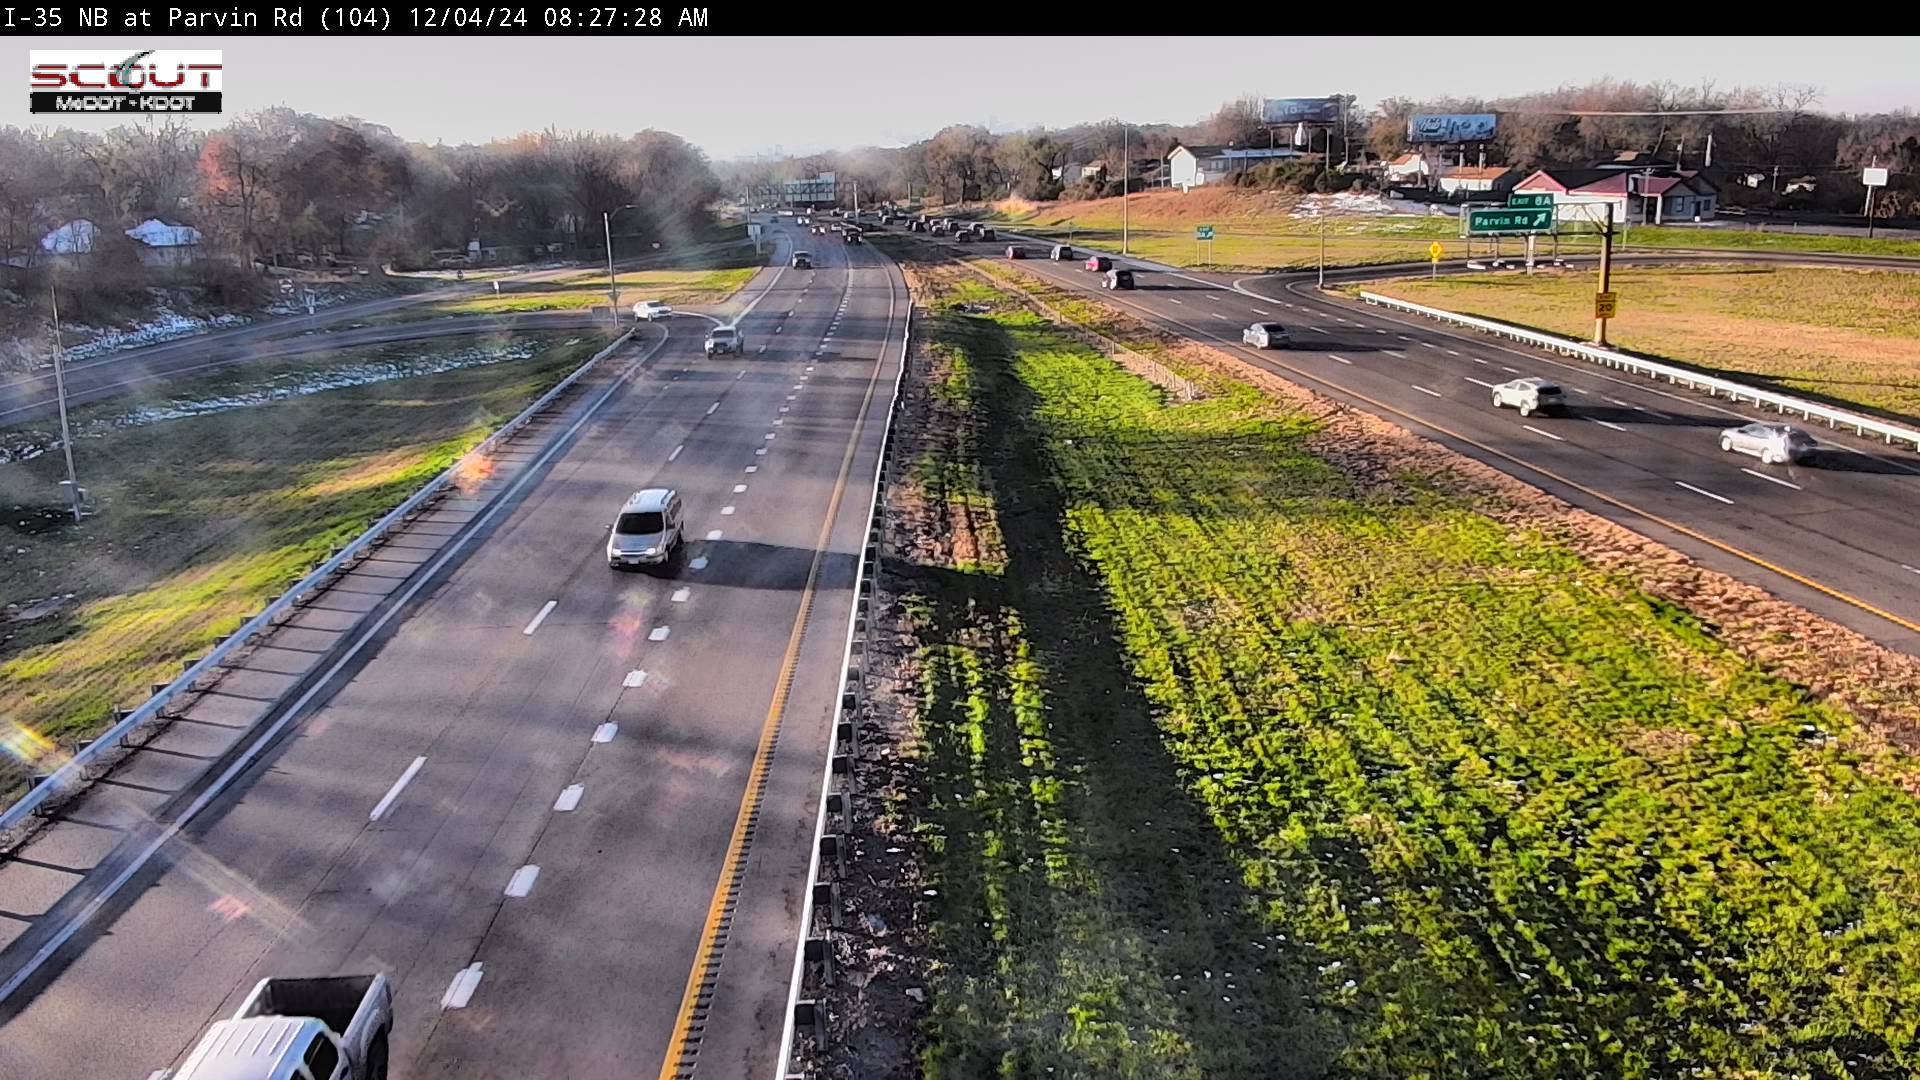 I-35 NB at Parvin Rd (104) 12/04/24 08:27:28 AM
SCOUT
MoDOT - KDOT
EXIT 8A
Parvin Rd
20